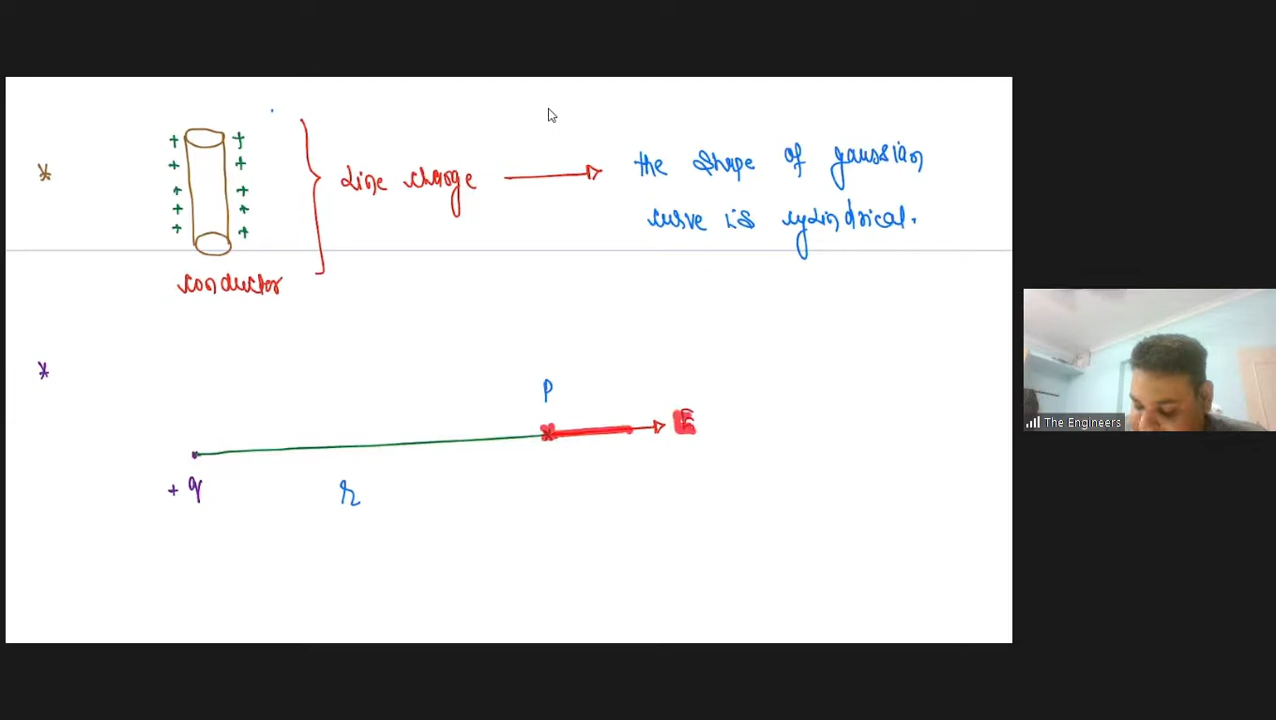 * + + + + + + + + + + Line charge → the shape of gaussian
curve is cylindrical.
conductor
The Engineers
*
P
E
+ q r